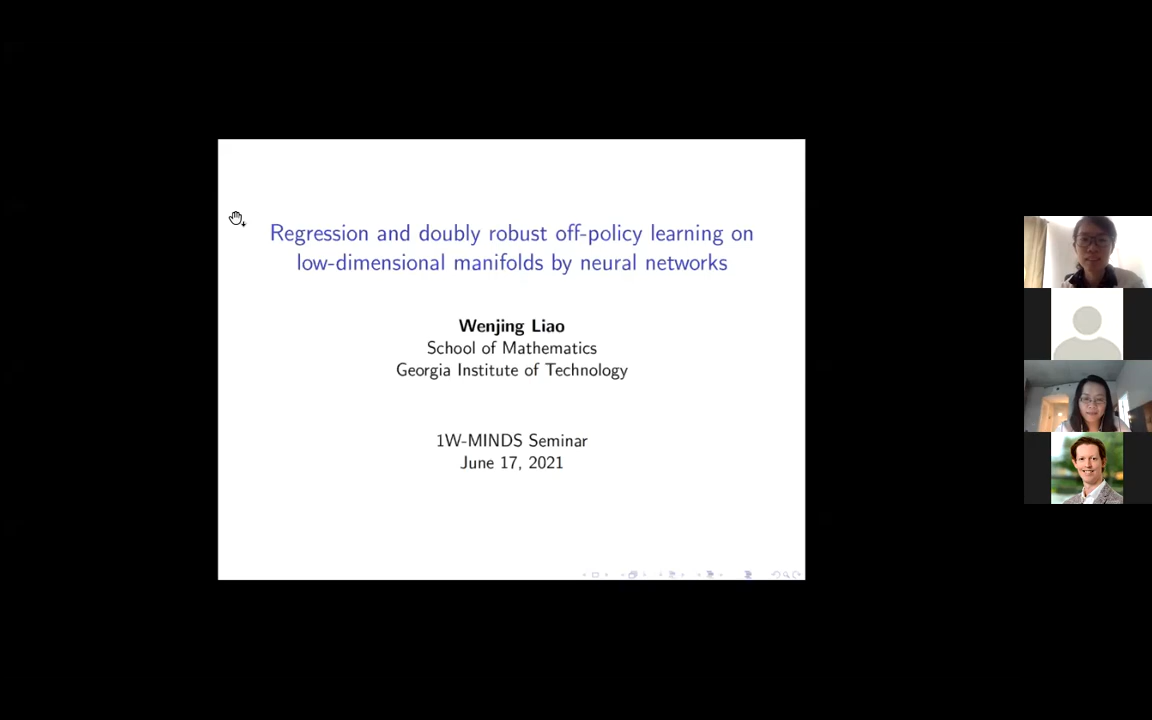 Regression and doubly robust off-policy learning on
low-dimensional manifolds by neural networks
Wenjing Liao
School of Mathematics
Georgia Institute of Technology
1W-MINDS Seminar
June 17, 2021